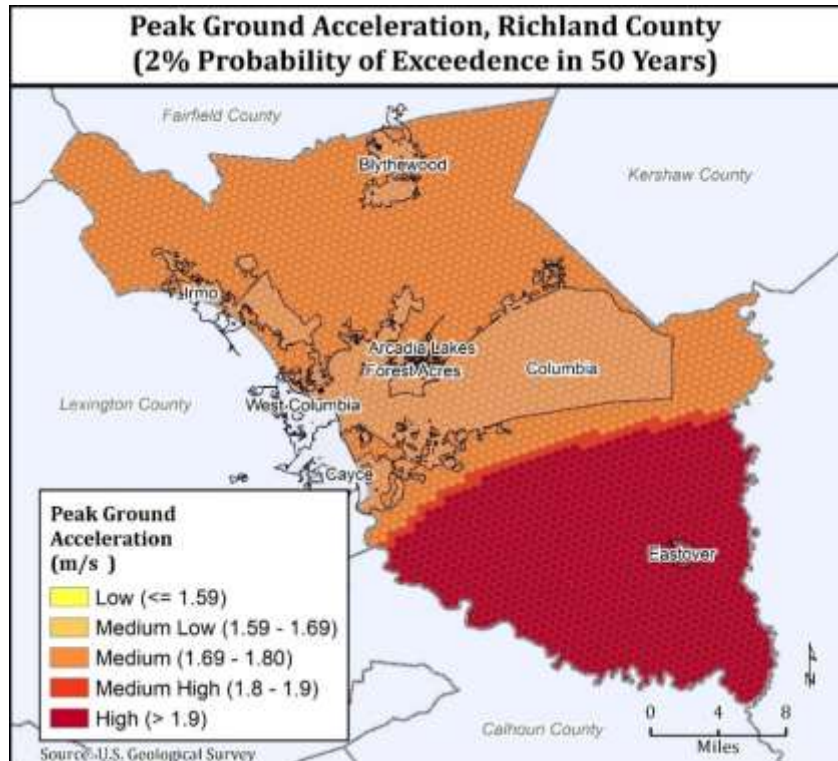 Peak Ground Acceleration, Richland County
(2% Probability of Exceedence in 50 Years)
Fairfield County
Blythewood
Kershaw County
Irmo
Arcadia Lakes
Forest Acres
Columbia
Lexington County
West Columbia
Cayce
Peak Ground
Acceleration
(m/s )
Eastover
Low (<= 1.59)
Medium Low (1.59 - 1.69)
Medium (1.69 - 1.80)
Medium High (1.8 - 1.9)
High (> 1.9)
N
0 4 8
Miles
Calhoun County
Source: U.S. Geological Survey